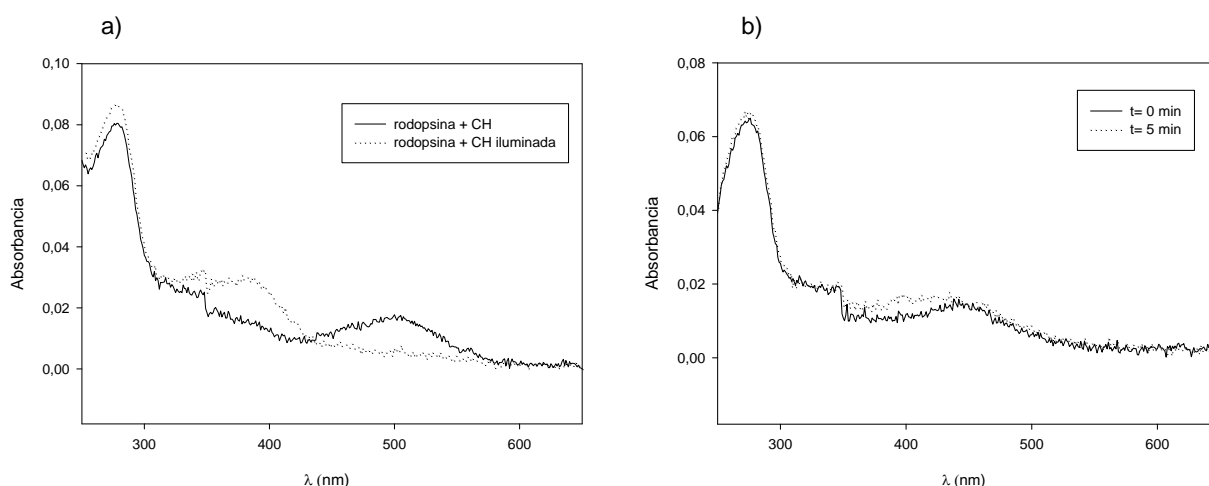 a)
0,10
0,08
0,06
0,04
0,02
0,00
Absorbancia
rodopsina + CH
rodopsina + CH iluminada
300
400
500
600
λ (nm)
b)
0,08
0,06
0,04
0,02
0,00
Absorbancia
t= 0 min
t= 5 min
300
400
500
600
λ (nm)